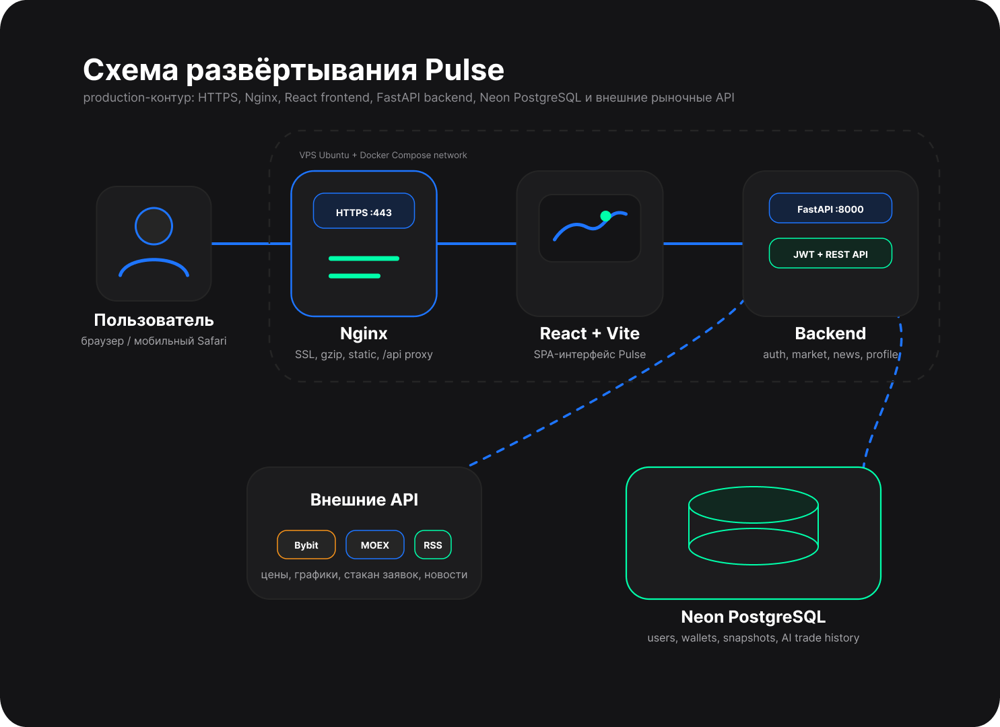 Схема развёртывания Pulse
production-контур: HTTPS, Nginx, React frontend, FastAPI backend, Neon PostgreSQL и внешние рыночные API
VPS Ubuntu + Docker Compose network
HTTPS :443
FastAPI :8000
JWT + REST API
Пользователь
браузер / мобильный Safari
Nginx
SSL, gzip, static, /api proxy
React + Vite
SPA-интерфейс Pulse
Backend
auth, market, news, profile
Внешние API
Bybit
MOEX
RSS
цены, графики, стакан заявок, новости
Neon PostgreSQL
users, wallets, snapshots, AI trade history